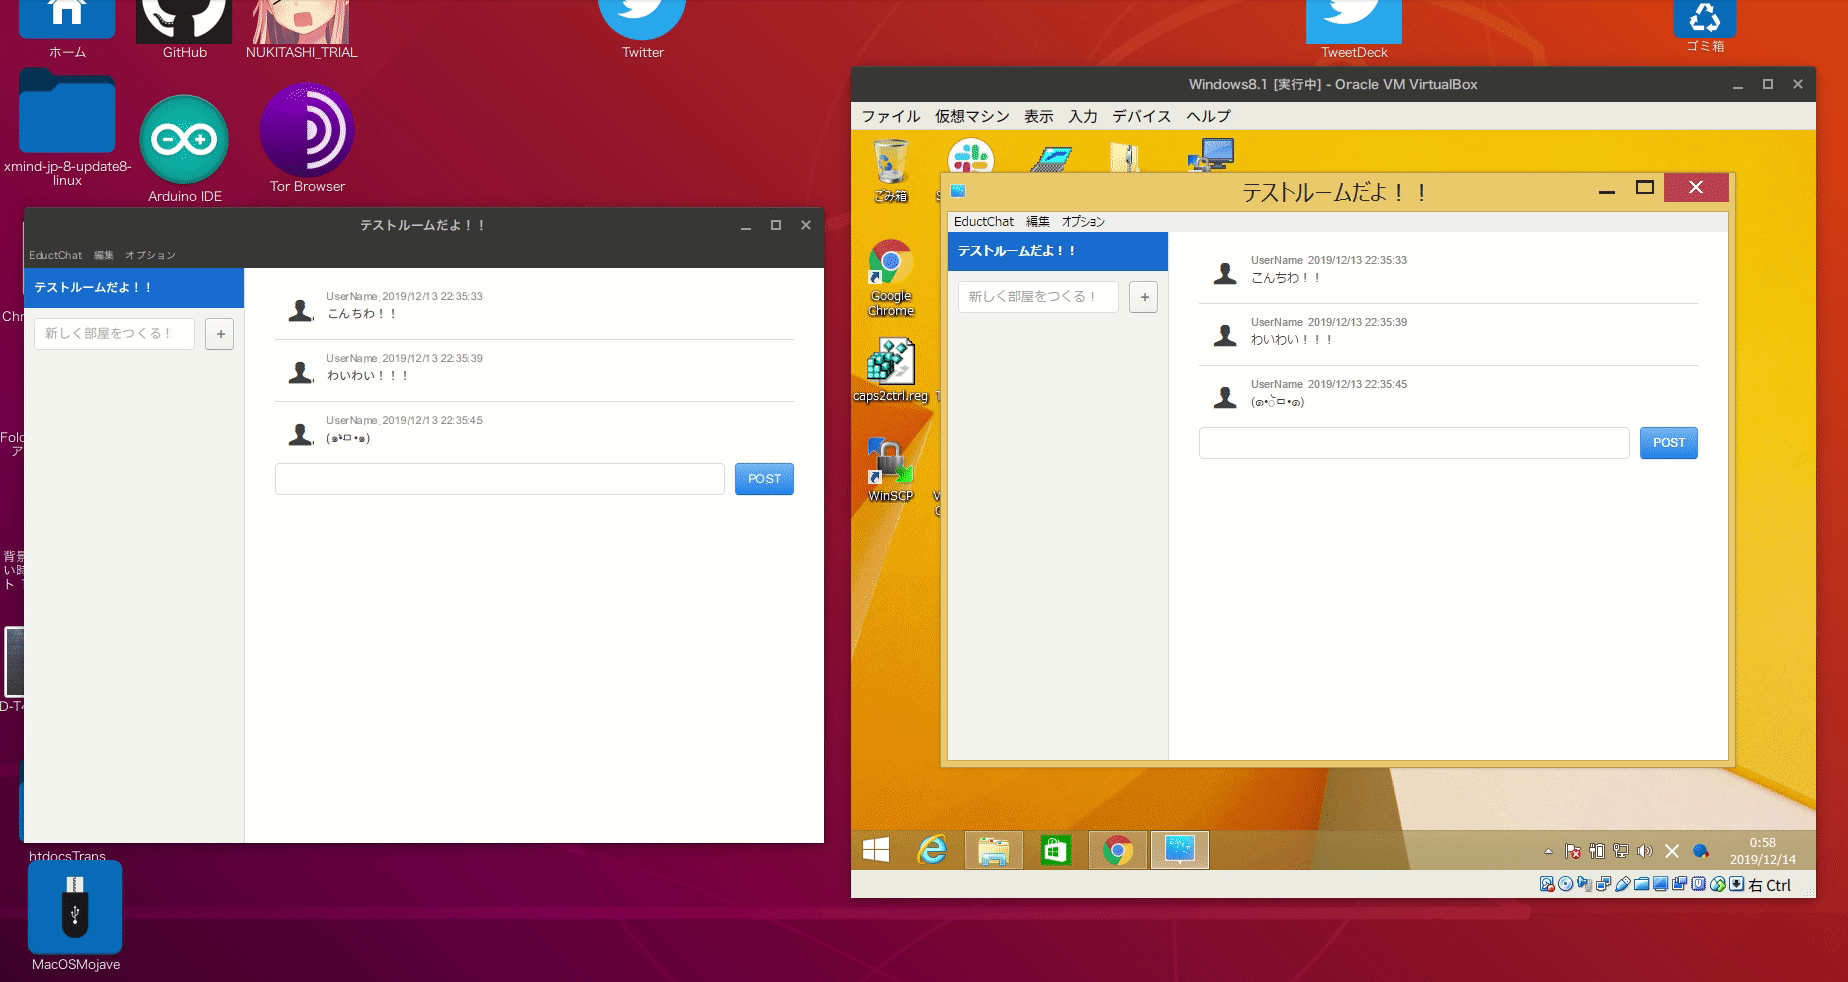 ホーム
GitHub
NUKITASHI_TRIAL
Twitter
TweetDeck
ゴミ箱
xmind-jp-8-update8-
linux
Arduino IDE
Tor Browser
テストルームだよ！！
EductChat 編集 オプション
テストルームだよ！！
新しく部屋をつくる！
+
UserName 2019/12/13 22:35:33
こんちわ！！
UserName 2019/12/13 22:35:39
わいわい！！！
UserName 2019/12/13 22:35:45
POST
htdocsTrans
MacOSMojave
Windows8.1 [実行中] - Oracle VM VirtualBox
ファイル 仮想マシン 表示 入力 デバイス ヘルプ
ごみ箱
Google
Chrome
caps2ctrl.reg
WinSCP
テストルームだよ！！
EductChat 編集 オプション
テストルームだよ！！
新しく部屋をつくる！
+
UserName 2019/12/13 22:35:33
こんちわ！！
UserName 2019/12/13 22:35:39
わいわい！！！
UserName 2019/12/13 22:35:45
POST
0:58
2019/12/14
右 Ctrl